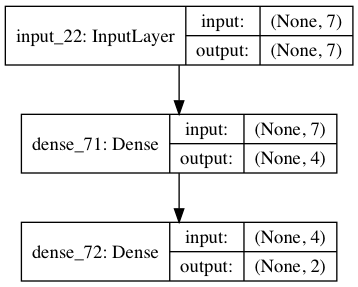 input_22: InputLayer
input: (None, 7)
output: (None, 7)
dense_71: Dense
input: (None, 7)
output: (None, 4)
dense_72: Dense
input: (None, 4)
output: (None, 2)